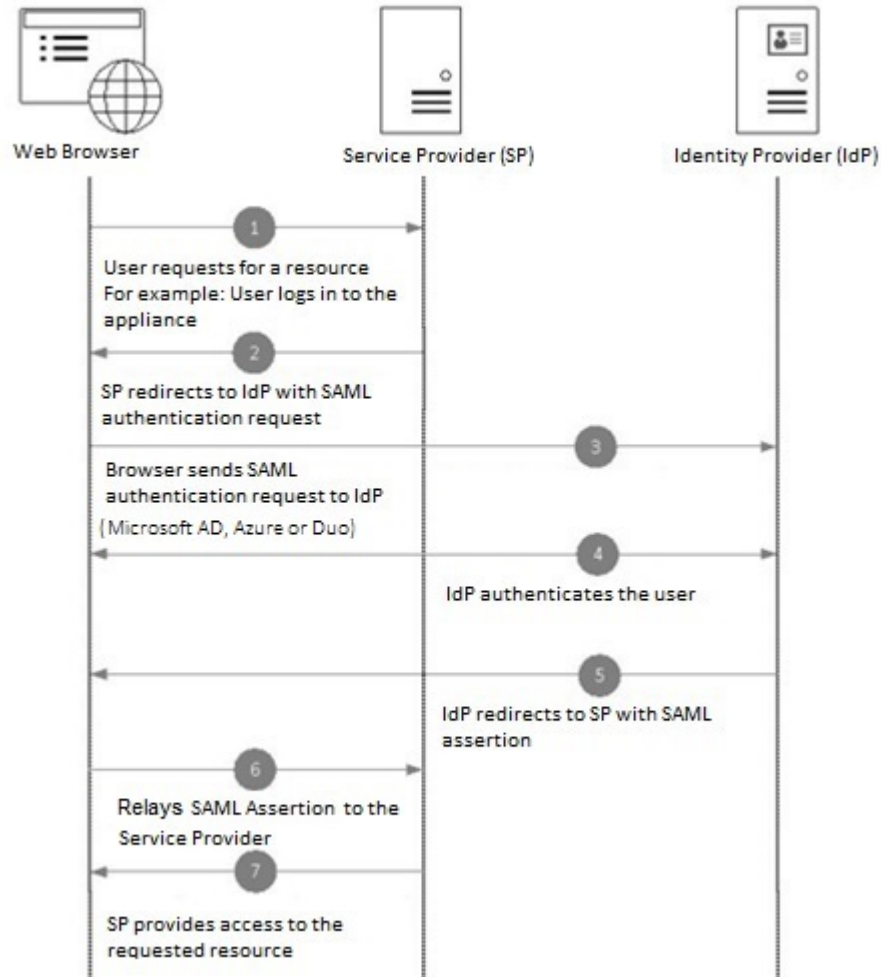 Web Browser
Service Provider (SP)
Identity Provider (IdP)
1
User requests for a resource
For example: User logs in to the
appliance
2
SP redirects to IdP with SAML
authentication request
3
Browser sends SAML
authentication request to IdP
(Microsoft AD, Azure or Duo)
4
IdP authenticates the user
5
IdP redirects to SP with SAML
assertion
6
Relays SAML Assertion to the
Service Provider
7
SP provides access to the
requested resource